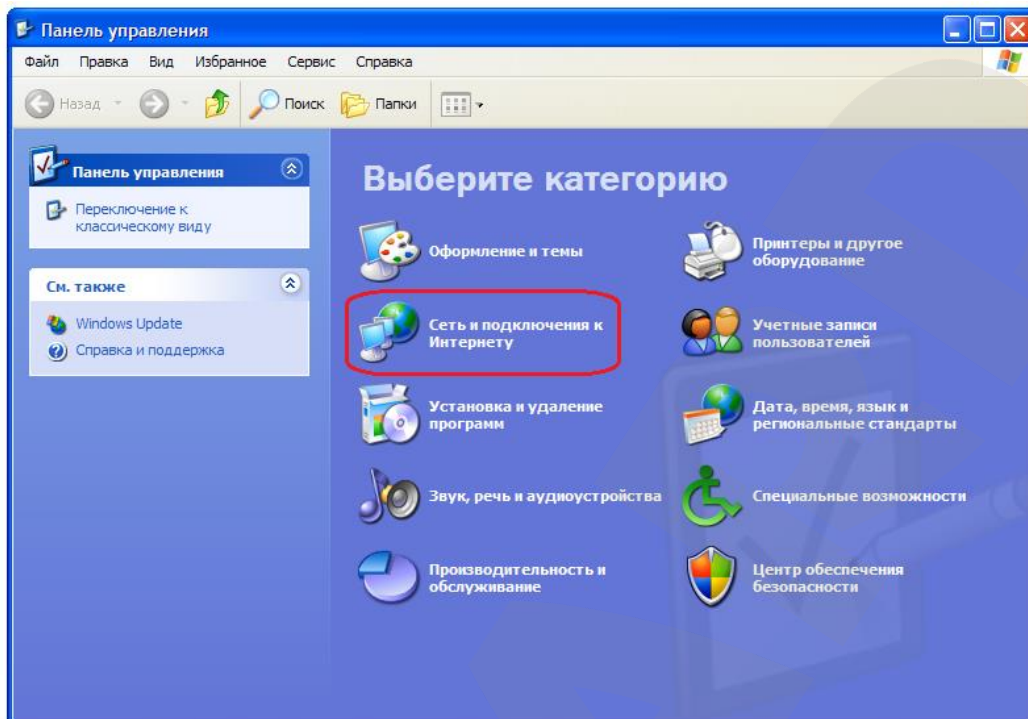 Панель управления
Файл Правка Вид Избранное Сервис Справка
Назад Поиск Папки
Панель управления
Переключение к
классическому виду
См. также
Windows Update
Справка и поддержка
Выберите категорию
Оформление и темы
Принтеры и другое
оборудование
Сеть и подключения к
Интернету
Учетные записи
пользователей
Установка и удаление
программ
Дата, время, язык и
региональные стандарты
Звук, речь и аудиоустройства
Специальные возможности
Производительность и
обслуживание
Центр обеспечения
безопасности